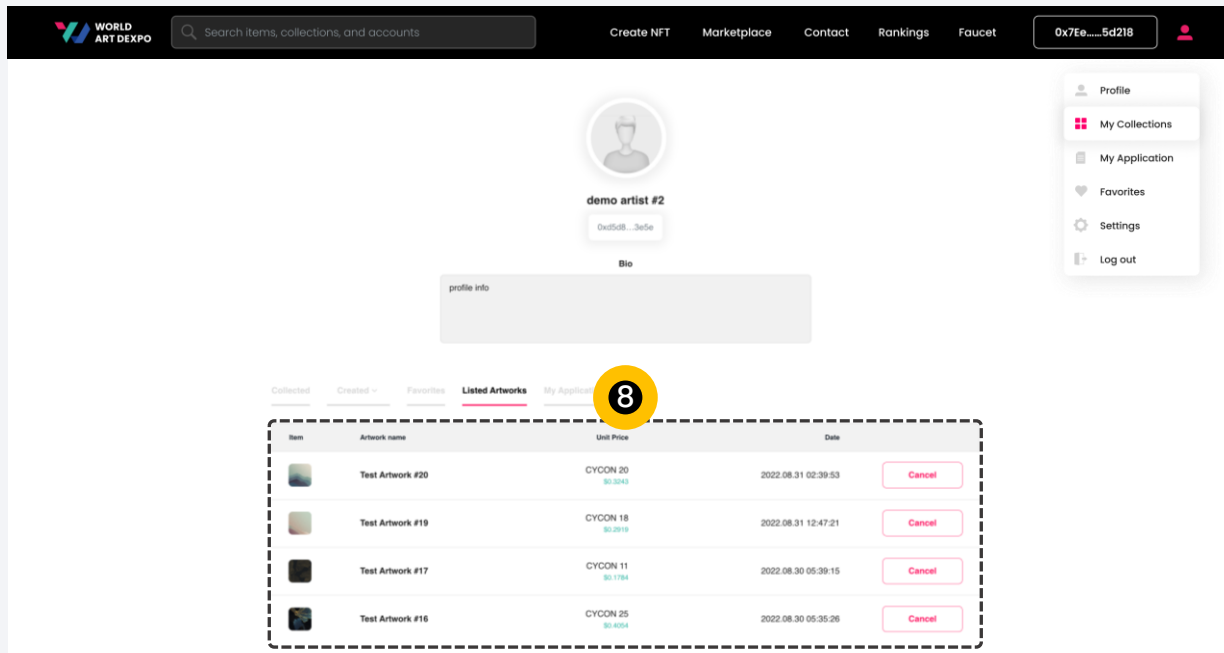 WORLD
ART DEXPO
Search items, collections, and accounts
Create NFT Marketplace Contact Rankings Faucet
0x7Ee......5d218
Profile
My Collections
My Application
Favorites
Settings
Log out
demo artist #2
0xd5d8...3e5e
Bio
profile info
Collected Created Favorites Listed Artworks My
8
Item Artwork name Unit Price Date
Test Artwork #20 CYCON 20 2022.08.31 02:39:53 Cancel
$0.3243
Test Artwork #19 CYCON 18 2022.08.31 12:47:21 Cancel
$0.2919
Test Artwork #17 CYCON 11 2022.08.30 05:39:15 Cancel
$0.1784
Test Artwork #16 CYCON 25 2022.08.30 05:35:26 Cancel
$0.4054